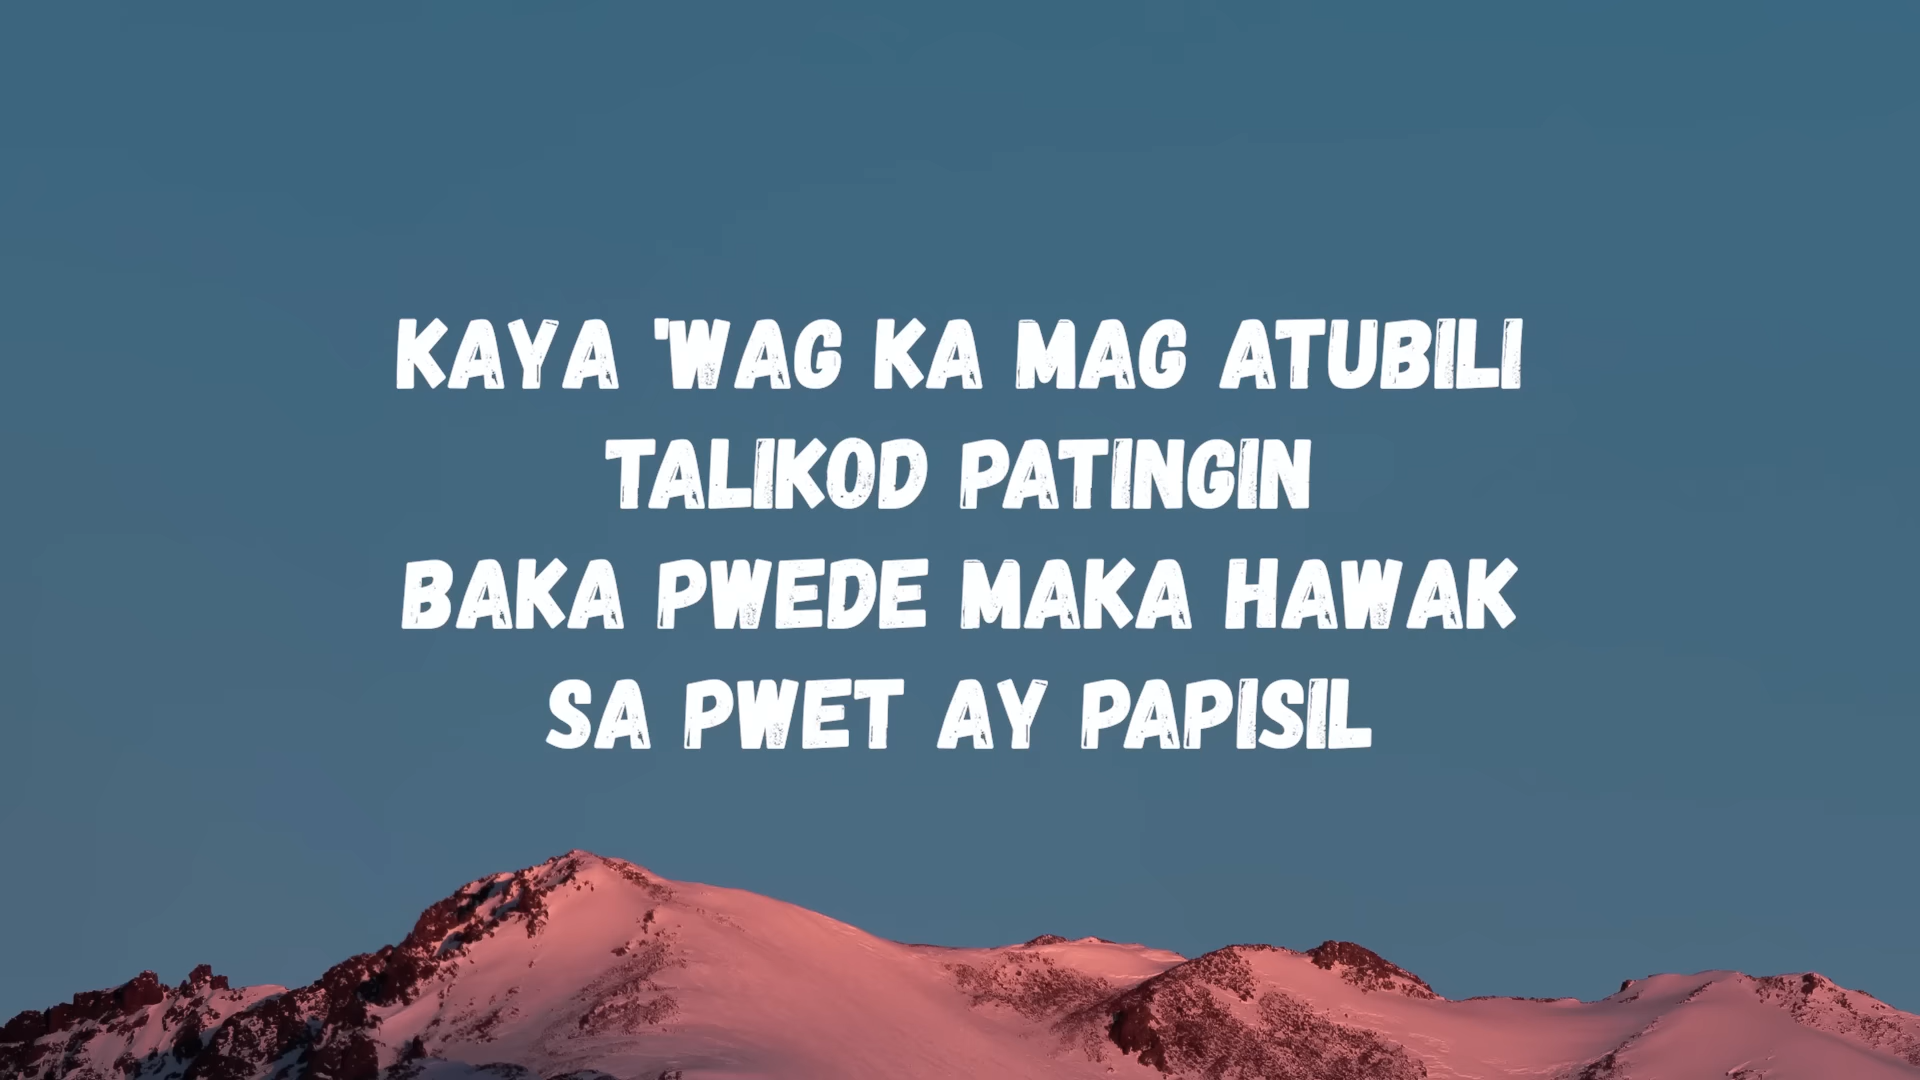 KAYA 'WAG KA MAG ATUBILI
TALIKOD PATINGIN
BAKA PWEDE MAKA HAWAK
SA PWET AY PAPISIL